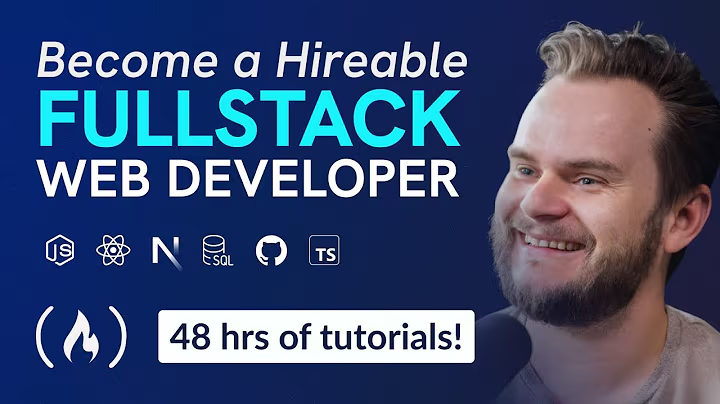 Become a Hireable
FULLSTACK
WEB DEVELOPER
JS
N
SQL
TS
48 hrs of tutorials!